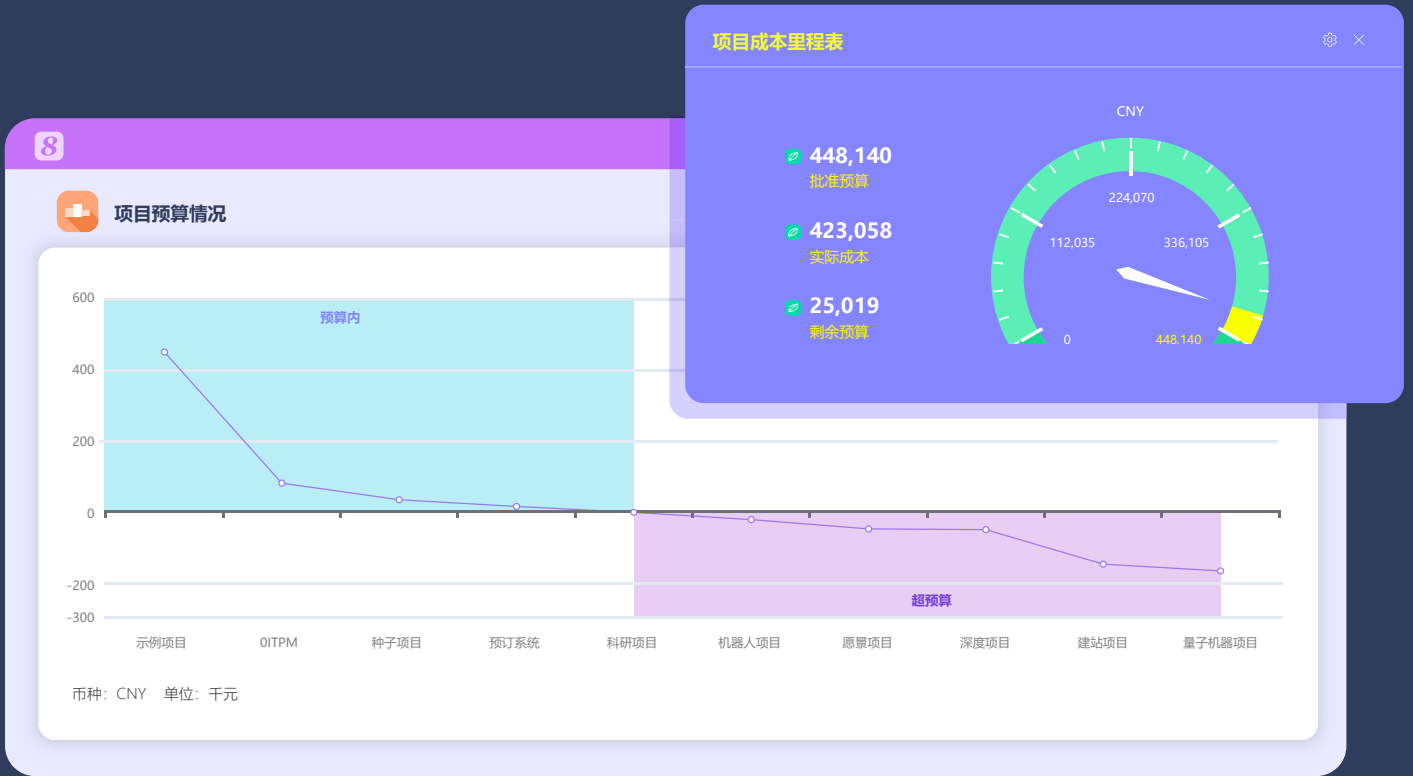 项目成本里程表
CNY
448,140
批准预算
423,058
实际成本
25,019
剩余预算
224,070
112,035
336,105
0
448,140
8
项目预算情况
600
400
200
0
-200
-300
预算内
超预算
示例项目
0ITPM
种子项目
预订系统
科研项目
机器人项目
愿景项目
深度项目
建站项目
量子机器项目
币种：CNY 单位：千元